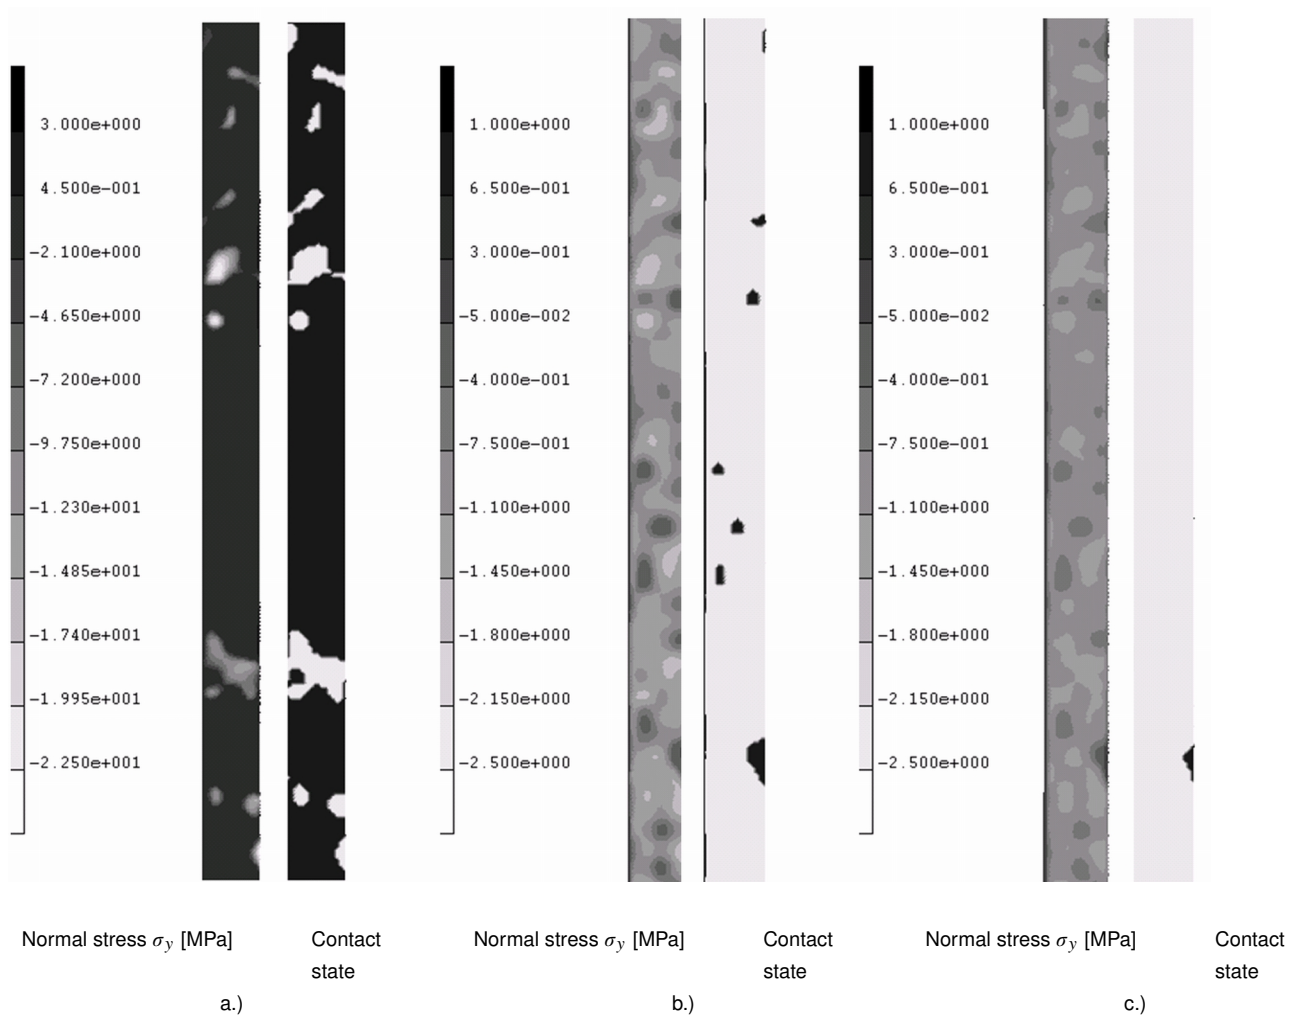 3.000e+000
4.500e-001
-2.100e+000
-4.650e+000
-7.200e+000
-9.750e+000
-1.230e+001
-1.485e+001
-1.740e+001
-1.995e+001
-2.250e+001
1.000e+000
6.500e-001
3.000e-001
-5.000e-002
-4.000e-001
-7.500e-001
-1.100e+000
-1.450e+000
-1.800e+000
-2.150e+000
-2.500e+000
1.000e+000
6.500e-001
3.000e-001
-5.000e-002
-4.000e-001
-7.500e-001
-1.100e+000
-1.450e+000
-1.800e+000
-2.150e+000
-2.500e+000
Normal stress σy [MPa]
Contact
state
a.)
Normal stress σy [MPa]
Contact
state
b.)
Normal stress σy [MPa]
Contact
state
c.)